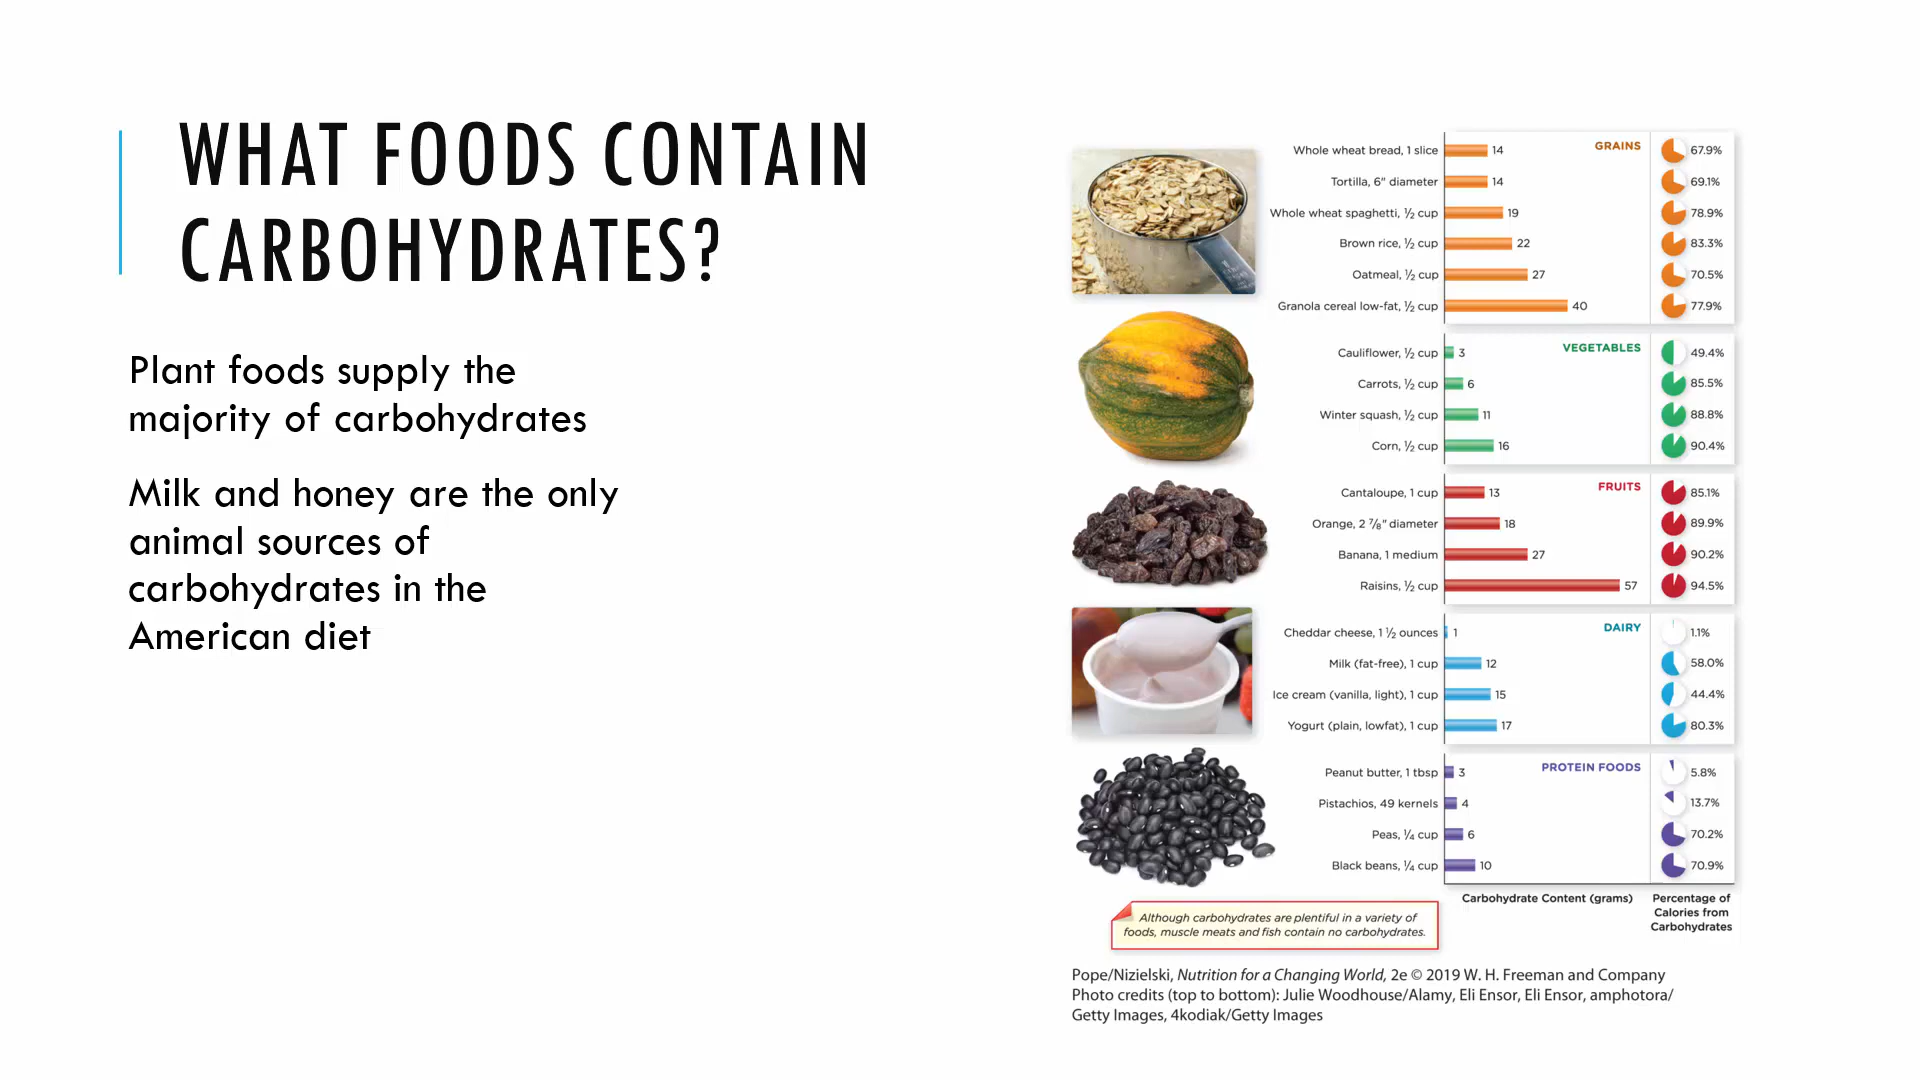 WHAT FOODS CONTAIN
CARBOHYDRATES?
Plant foods supply the
majority of carbohydrates
Milk and honey are the only
animal sources of
carbohydrates in the
American diet
GRAINS
Whole wheat bread, 1 slice 14 67.9%
Tortilla, 6" diameter 14 69.1%
Whole wheat spaghetti, ½ cup 19 78.9%
Brown rice, ½ cup 22 83.3%
Oatmeal, ½ cup 27 70.5%
Granola cereal low-fat, ½ cup 40 77.9%
VEGETABLES
Cauliflower, ½ cup 3 49.4%
Carrots, ½ cup 6 85.5%
Winter squash, ½ cup 11 88.8%
Corn, ½ cup 16 90.4%
FRUITS
Cantaloupe, 1 cup 13 85.1%
Orange, 2 ⅞" diameter 18 89.9%
Banana, 1 medium 27 90.2%
Raisins, ½ cup 57 94.5%
DAIRY
Cheddar cheese, 1 ½ ounces 1 1.1%
Milk (fat-free), 1 cup 12 58.0%
Ice cream (vanilla, light), 1 cup 15 44.4%
Yogurt (plain, lowfat), 1 cup 17 80.3%
PROTEIN FOODS
Peanut butter, 1 tbsp 3 5.8%
Pistachios, 49 kernels 4 13.7%
Peas, ¼ cup 6 70.2%
Black beans, ¼ cup 10 70.9%
Carbohydrate Content (grams)
Percentage of
Calories from
Carbohydrates
Although carbohydrates are plentiful in a variety of
foods, muscle meats and fish contain no carbohydrates.
Pope/Nizielski, Nutrition for a Changing World, 2e © 2019 W. H. Freeman and Company
Photo credits (top to bottom): Julie Woodhouse/Alamy, Eli Ensor, Eli Ensor, amphotora/
Getty Images, 4kodiak/Getty Images